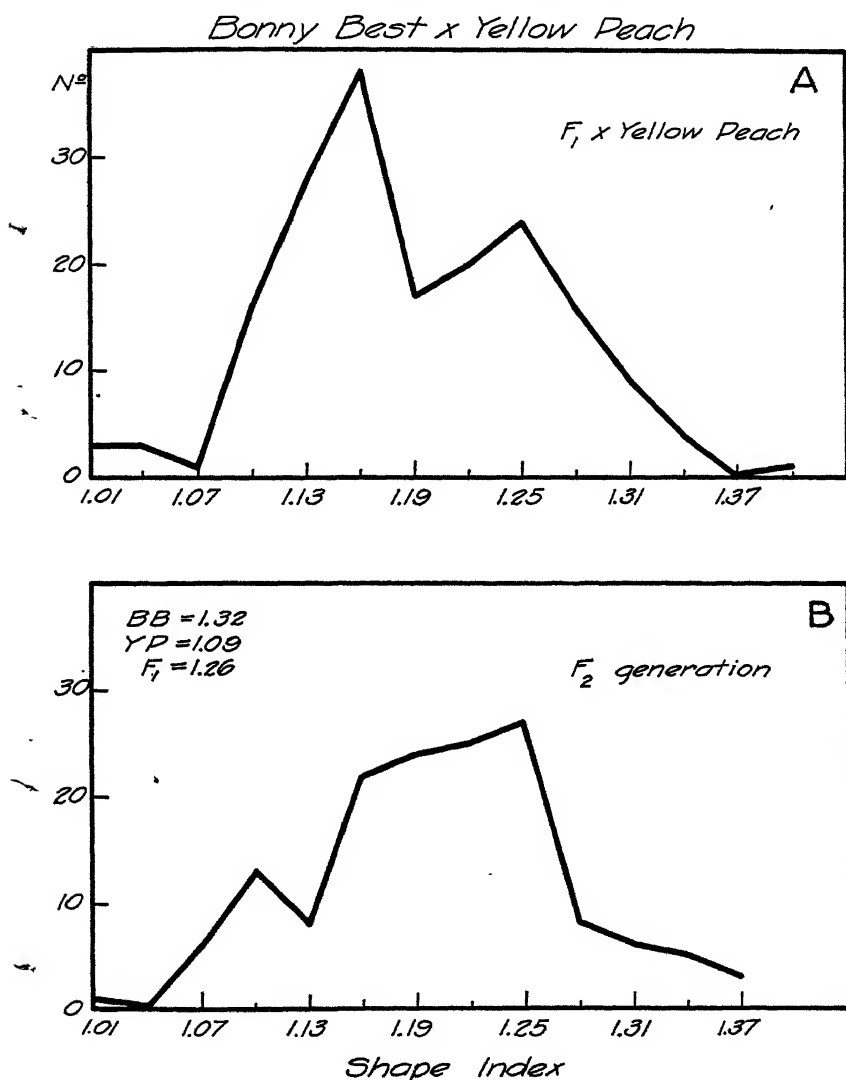 Bonny Best x Yellow Peach
Nº
A
F₁ x Yellow Peach
30
20
10
0
1.01 1.07 1.13 1.19 1.25 1.31 1.37
BB = 1.32
YP = 1.09
F₁ = 1.26
B
F₂ generation
30
20
10
0
1.01 1.07 1.13 1.19 1.25 1.31 1.37
Shape Index